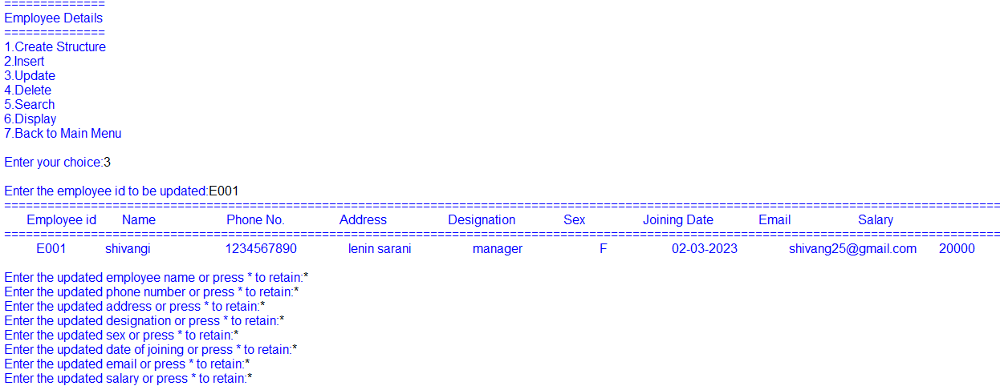 ==============
Employee Details
==============
1.Create Structure
2.Insert
3.Update
4.Delete
5.Search
6.Display
7.Back to Main Menu
Enter your choice:3
Enter the employee id to be updated:E001
==========================================================================================================================================
Employee id Name Phone No. Address Designation Sex Joining Date Email Salary
==========================================================================================================================================
E001 shivangi 1234567890 lenin sarani manager F 02-03-2023 shivang25@gmail.com 20000
Enter the updated employee name or press * to retain:*
Enter the updated phone number or press * to retain:*
Enter the updated address or press * to retain:*
Enter the updated designation or press * to retain:*
Enter the updated sex or press * to retain:*
Enter the updated date of joining or press * to retain:*
Enter the updated email or press * to retain:*
Enter the updated salary or press * to retain:*